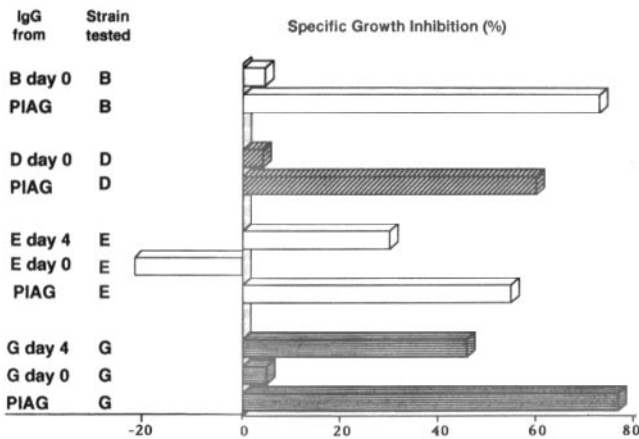 IgG from Strain tested Specific Growth Inhibition (%)
B day 0 B
PIAG B
D day 0 D
PIAG D
E day 4 E
E day 0 E
PIAG E
G day 4 G
G day 0 G
PIAG G
-20 0 20 40 60 80